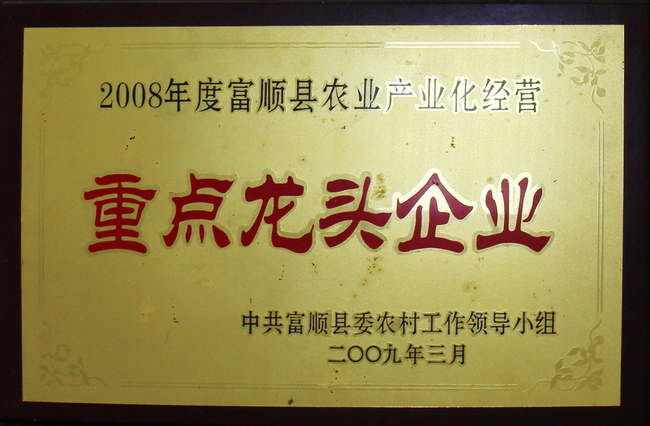 2008年度富顺县农业产业化经营
重点龙头企业
中共富顺县委农村工作领导小组
二〇〇九年三月